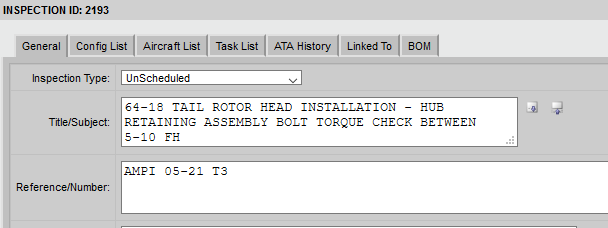 INSPECTION ID: 2193
General Config List Aircraft List Task List ATA History Linked To BOM
Inspection Type: UnScheduled
Title/Subject: 64-18 TAIL ROTOR HEAD INSTALLATION - HUB
RETAINING ASSEMBLY BOLT TORQUE CHECK BETWEEN
5-10 FH
Reference/Number: AMPI 05-21 T3